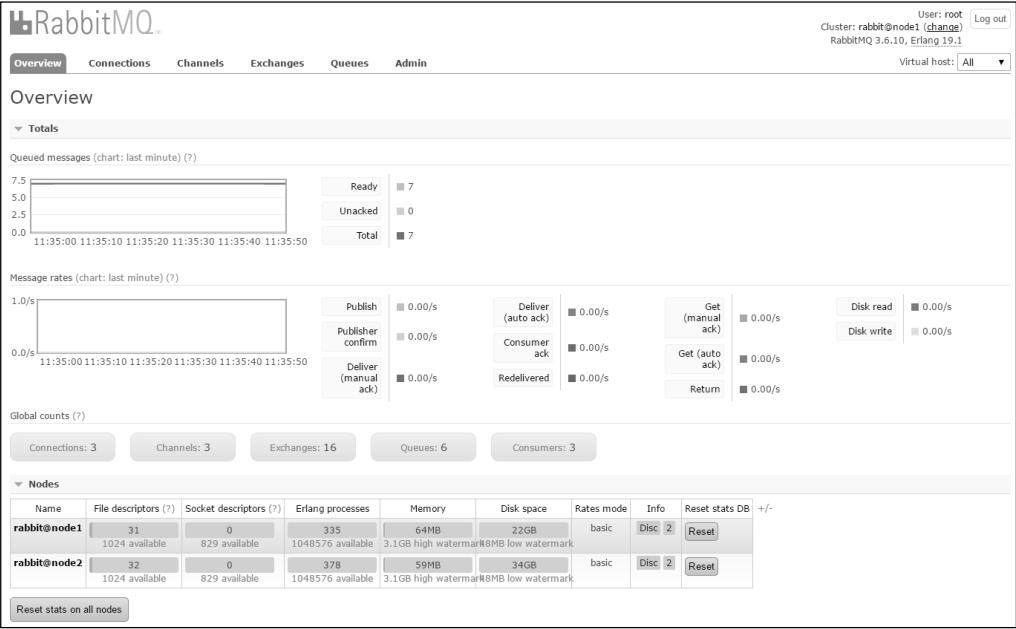 RabbitMQ
User: root
Log out
Cluster: rabbit@node1 (change)
RabbitMQ 3.6.10, Erlang 19.1
Overview Connections Channels Exchanges Queues Admin
Virtual host: All
Overview
Totals
Queued messages (chart: last minute) (?)
7.5
5.0
2.5
0.0
11:35:00 11:35:10 11:35:20 11:35:30 11:35:40 11:35:50
Ready 7
Unacked 0
Total 7
Message rates (chart: last minute) (?)
1.0/s
0.0/s
11:35:00 11:35:10 11:35:20 11:35:30 11:35:40 11:35:50
Publish 0.00/s
Publisher
confirm 0.00/s
Deliver
(manual
ack) 0.00/s
Deliver
(auto ack) 0.00/s
Consumer
ack 0.00/s
Redelivered 0.00/s
Get
(manual
ack) 0.00/s
Get (auto
ack) 0.00/s
Return 0.00/s
Disk read 0.00/s
Disk write 0.00/s
Global counts (?)
Connections: 3 Channels: 3 Exchanges: 16 Queues: 6 Consumers: 3
Nodes
Name File descriptors (?) Socket descriptors (?) Erlang processes Memory Disk space Rates mode Info Reset stats DB +/-
rabbit@node1 31 0 335 64MB 22GB basic Disc 2 Reset
1024 available 829 available 1048576 available 3.1GB high watermark 48MB low watermark
rabbit@node2 32 0 378 59MB 34GB basic Disc 2 Reset
1024 available 829 available 1048576 available 3.1GB high watermark 48MB low watermark
Reset stats on all nodes